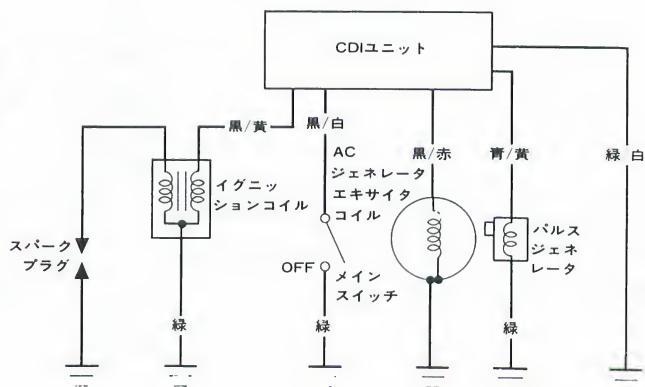 CDIユニット
黒/黄
黒/白
黒/赤
青/黄
緑/白
AC
ジェネレータ
エキサイタ
コイル
イグニッ
ションコイル
スパーク
プラグ
OFF
メイン
スイッチ
パルス
ジェネ
レータ
緑
緑
緑